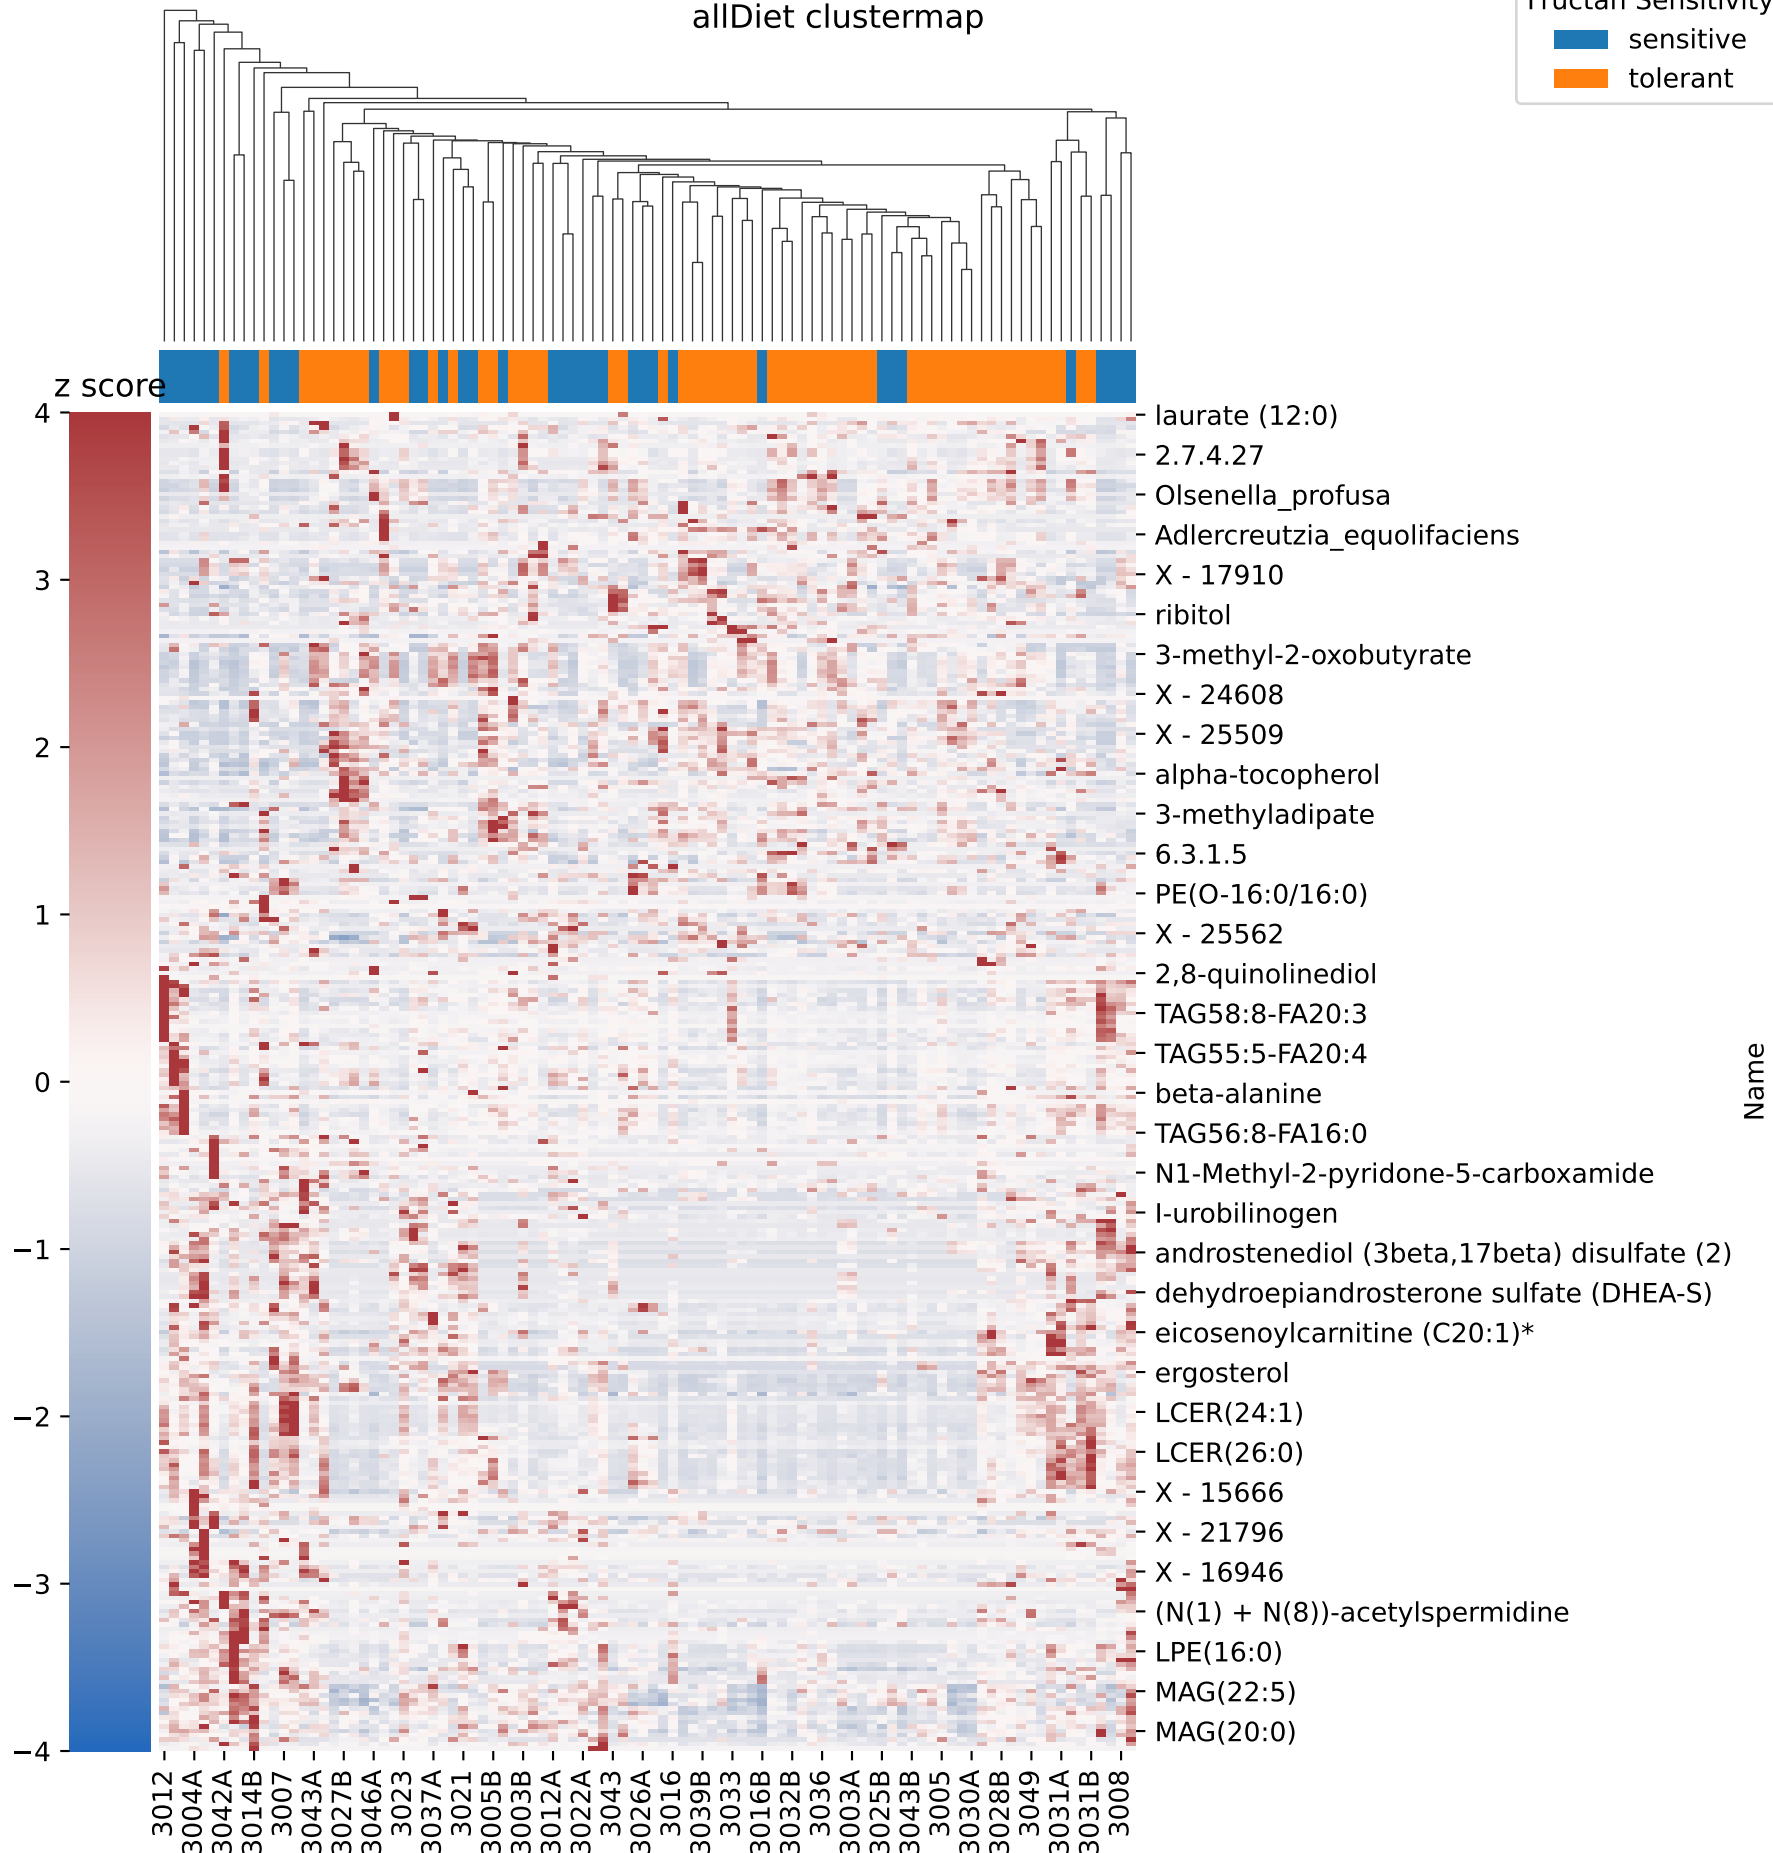 allDiet clustermap
Fructan Sensitivity
sensitive
tolerant
z score
4
3
2
1
0
−1
−2
−3
−4
laurate (12:0)
2.7.4.27
Olsenella_profusa
Adlercreutzia_equolifaciens
X - 17910
ribitol
3-methyl-2-oxobutyrate
X - 24608
X - 25509
alpha-tocopherol
3-methyladipate
6.3.1.5
PE(O-16:0/16:0)
X - 25562
2,8-quinolinediol
TAG58:8-FA20:3
TAG55:5-FA20:4
beta-alanine
TAG56:8-FA16:0
N1-Methyl-2-pyridone-5-carboxamide
I-urobilinogen
androstenediol (3beta,17beta) disulfate (2)
dehydroepiandrosterone sulfate (DHEA-S)
eicosenoylcarnitine (C20:1)*
ergosterol
LCER(24:1)
LCER(26:0)
X - 15666
X - 21796
X - 16946
(N(1) + N(8))-acetylspermidine
LPE(16:0)
MAG(22:5)
MAG(20:0)
Name
3012
3004A
3042A
3014B
3007
3043A
3027B
3046A
3023
3037A
3021
3005B
3003B
3012A
3022A
3043
3026A
3016
3039B
3033
3016B
3032B
3036
3003A
3025B
3043B
3005
3030A
3028B
3049
3031A
3031B
3008